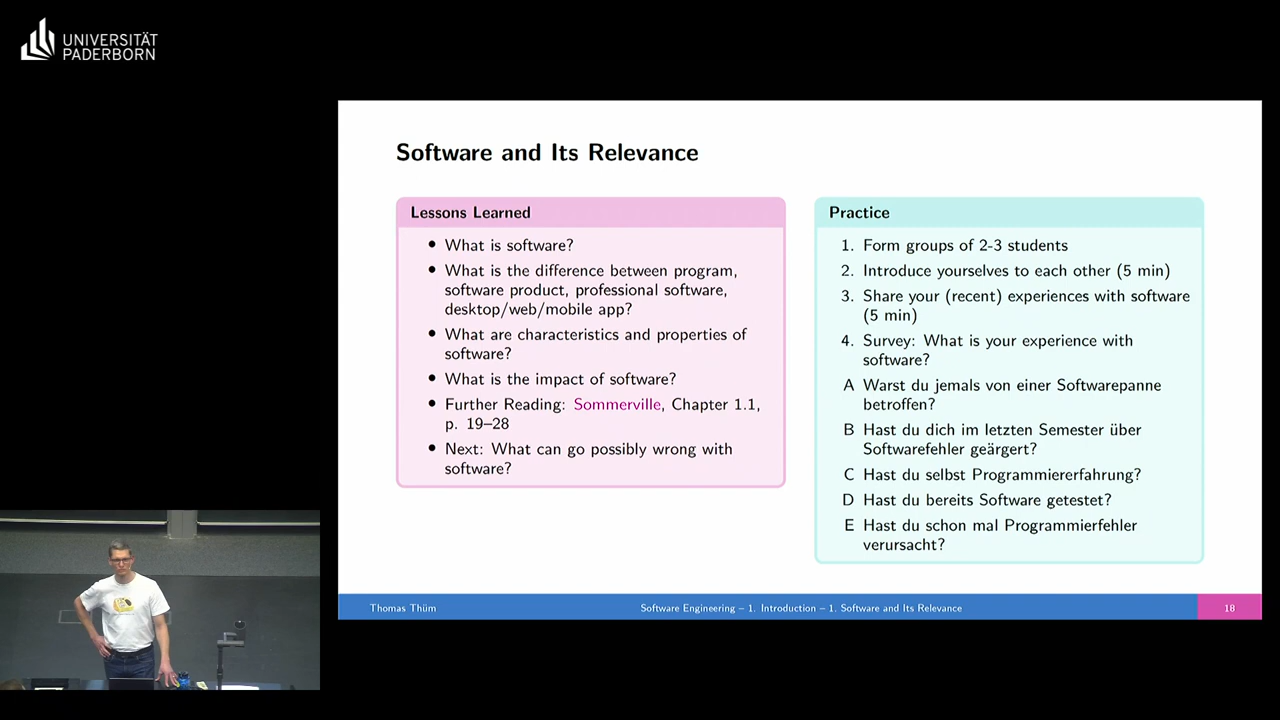 UNIVERSITÄT
PADERBORN
Software and Its Relevance
Lessons Learned
• What is software?
• What is the difference between program,
software product, professional software,
desktop/web/mobile app?
• What are characteristics and properties of
software?
• What is the impact of software?
• Further Reading: Sommerville, Chapter 1.1,
p. 19–28
• Next: What can go possibly wrong with
software?
Practice
1. Form groups of 2-3 students
2. Introduce yourselves to each other (5 min)
3. Share your (recent) experiences with software
(5 min)
4. Survey: What is your experience with
software?
A Warst du jemals von einer Softwarepanne
betroffen?
B Hast du dich im letzten Semester über
Softwarefehler geärgert?
C Hast du selbst Programmiererfahrung?
D Hast du bereits Software getestet?
E Hast du schon mal Programmierfehler
verursacht?
Thomas Thüm
Software Engineering – 1. Introduction – 1. Software and Its Relevance
18